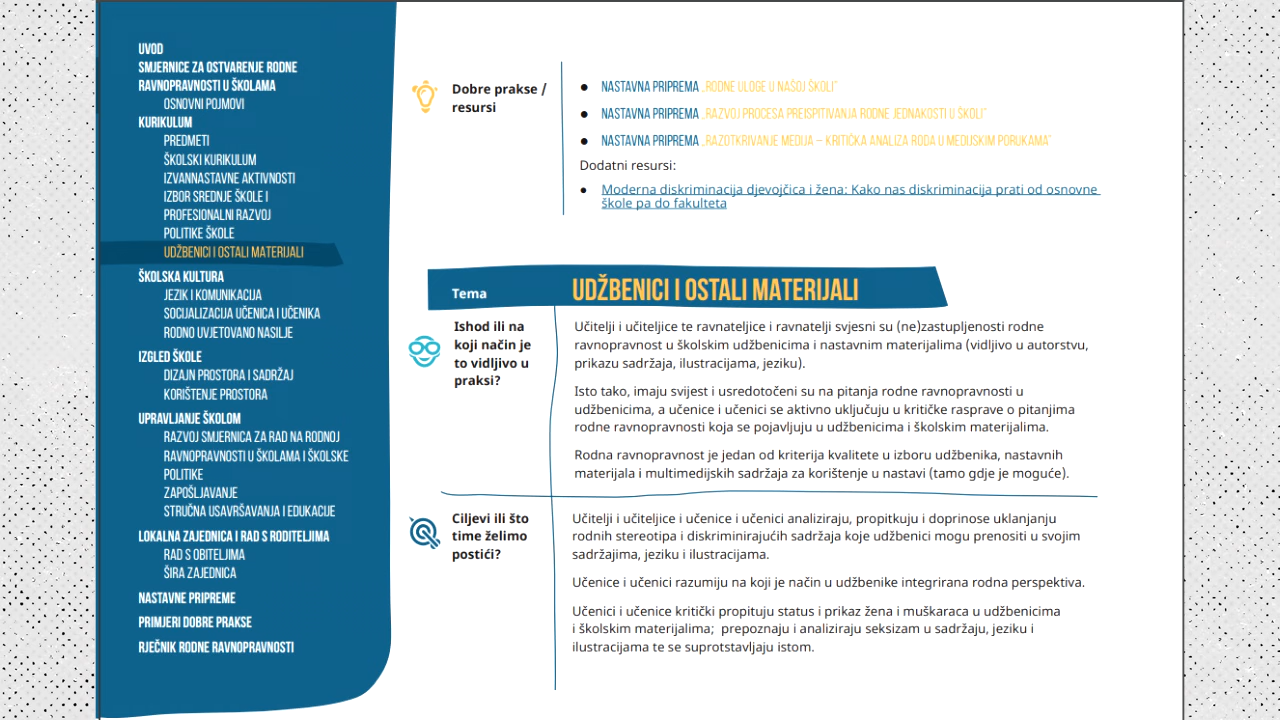 UVOD
SMJERNICE ZA OSTVARENJE RODNE
RAVNOPRAVNOSTI U ŠKOLAMA
OSNOVNI POJMOVI
KURIKULUM
PREDMETI
ŠKOLSKI KURIKULUM
IZVANNASTAVNE AKTIVNOSTI
IZBOR SREDNJE ŠKOLE I
PROFESIONALNI RAZVOJ
POLITIKE ŠKOLE
UDŽBENICI I OSTALI MATERIJALI
ŠKOLSKA KULTURA
JEZIK I KOMUNIKACIJA
SOCIJALIZACIJA UČENICA I UČENIKA
RODNO UVJETOVANO NASILJE
IZGLED ŠKOLE
DIZAJN PROSTORA I SADRŽAJ
KORIŠTENJE PROSTORA
UPRAVLJANJE ŠKOLOM
RAZVOJ SMJERNICA ZA RAD NA RODNOJ
RAVNOPRAVNOSTI U ŠKOLAMA I ŠKOLSKE
POLITIKE
ZAPOŠLJAVANJE
STRUČNA USAVRŠAVANJA I EDUKACIJE
LOKALNA ZAJEDNICA I RAD S RODITELJIMA
RAD S OBITELJIMA
ŠIRA ZAJEDNICA
NASTAVNE PRIPREME
PRIMJERI DOBRE PRAKSE
RJEČNIK RODNE RAVNOPRAVNOSTI
Dobre prakse /
resursi
● NASTAVNA PRIPREMA „RODNE ULOGE U NAŠOJ ŠKOLI”
● NASTAVNA PRIPREMA „RAZVOJ PROCESA PREISPITIVANJA RODNE JEDNAKOSTI U ŠKOLI”
● NASTAVNA PRIPREMA „RAZOTKRIVANJE MEDIJA – KRITIČKA ANALIZA RODA U MEDIJSKIM PORUKAMA”
Dodatni resursi:
● Moderna diskriminacija djevojčica i žena: Kako nas diskriminacija prati od osnovne
škole pa do fakulteta
Tema
UDŽBENICI I OSTALI MATERIJALI
Ishod ili na
koji način je
to vidljivo u
praksi?
Učitelji i učiteljice te ravnateljice i ravnatelji svjesni su (ne)zastupljenosti rodne
ravnopravnost u školskim udžbenicima i nastavnim materijalima (vidljivo u autorstvu,
prikazu sadržaja, ilustracijama, jeziku).
Isto tako, imaju svijest i usredotočeni su na pitanja rodne ravnopravnosti u
udžbenicima, a učenice i učenici se aktivno uključuju u kritičke rasprave o pitanjima
rodne ravnopravnosti koja se pojavljuju u udžbenicima i školskim materijalima.
Rodna ravnopravnost je jedan od kriterija kvalitete u izboru udžbenika, nastavnih
materijala i multimedijskih sadržaja za korištenje u nastavi (tamo gdje je moguće).
Ciljevi ili što
time želimo
postići?
Učitelji i učiteljice i učenice i učenici analiziraju, propitkuju i doprinose uklanjanju
rodnih stereotipa i diskriminirajućih sadržaja koje udžbenici mogu prenositi u svojim
sadržajima, jeziku i ilustracijama.
Učenice i učenici razumiju na koji je način u udžbenike integrirana rodna perspektiva.
Učenici i učenice kritički propituju status i prikaz žena i muškaraca u udžbenicima
i školskim materijalima; prepoznaju i analiziraju seksizam u sadržaju, jeziku i
ilustracijama te se suprotstavljaju istom.